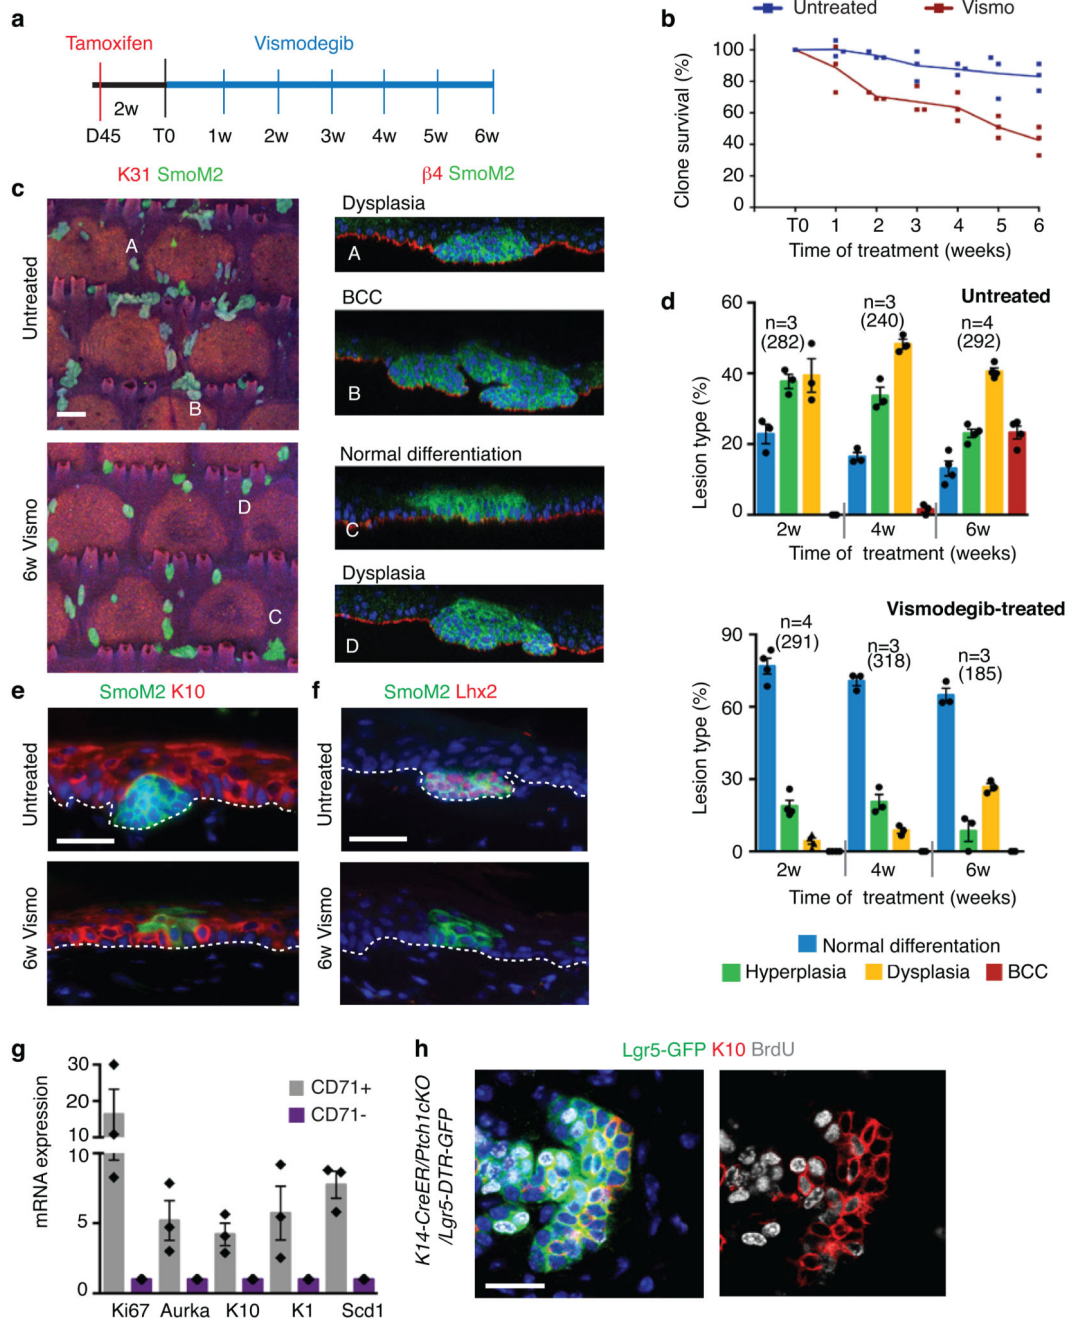 a
Tamoxifen
Vismodegib
2w
D45 T0 1w 2w 3w 4w 5w 6w
b
Untreated Vismo
Clone survival (%)
100
80
60
40
20
0
T0 1 2 3 4 5 6
Time of treatment (weeks)
c
K31 SmoM2
β4 SmoM2
Untreated
A
B
6w Vismo
D
C
Dysplasia
A
BCC
B
Normal differentiation
C
Dysplasia
D
d
Untreated
Lesion type (%)
60
40
20
0
n=3
(282)
n=3
(240)
n=4
(292)
2w 4w 6w
Time of treatment (weeks)
Vismodegib-treated
Lesion type (%)
90
60
30
0
n=4
(291)
n=3
(318)
n=3
(185)
2w 4w 6w
Time of treatment (weeks)
Normal differentation
Hyperplasia Dysplasia BCC
e
SmoM2 K10
Untreated
6w Vismo
f
SmoM2 Lhx2
Untreated
6w Vismo
g
mRNA expression
30
20
10
10
5
0
CD71+
CD71-
Ki67 Aurka K10 K1 Scd1
h
Lgr5-GFP K10 BrdU
K14-CreER/Ptch1cKO
/Lgr5-DTR-GFP